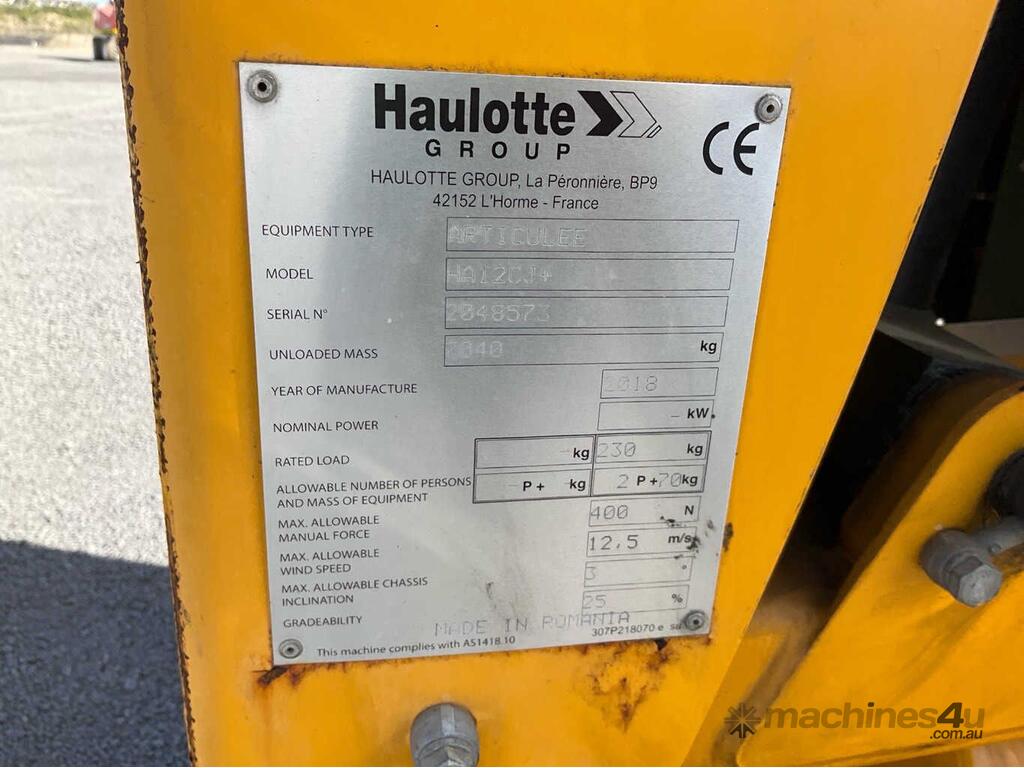 Haulotte
GROUP
CE
HAULOTTE GROUP, La Péronnière, BP9
42152 L'Horme - France
EQUIPMENT TYPE ARTICULEE
MODEL HA12CJ+
SERIAL N° 2048573
UNLOADED MASS kg
YEAR OF MANUFACTURE 2018
NOMINAL POWER - kW
RATED LOAD - kg 230 kg
ALLOWABLE NUMBER OF PERSONS
AND MASS OF EQUIPMENT - P + kg 2 P + 70 kg
MAX. ALLOWABLE
MANUAL FORCE 400 N
MAX. ALLOWABLE
WIND SPEED 12,5 m/s
MAX. ALLOWABLE CHASSIS
INCLINATION 3 °
GRADEABILITY 25 %
MADE IN ROMANIA
This machine complies with AS1418.10 307P218070 e
machines4u
.com.au